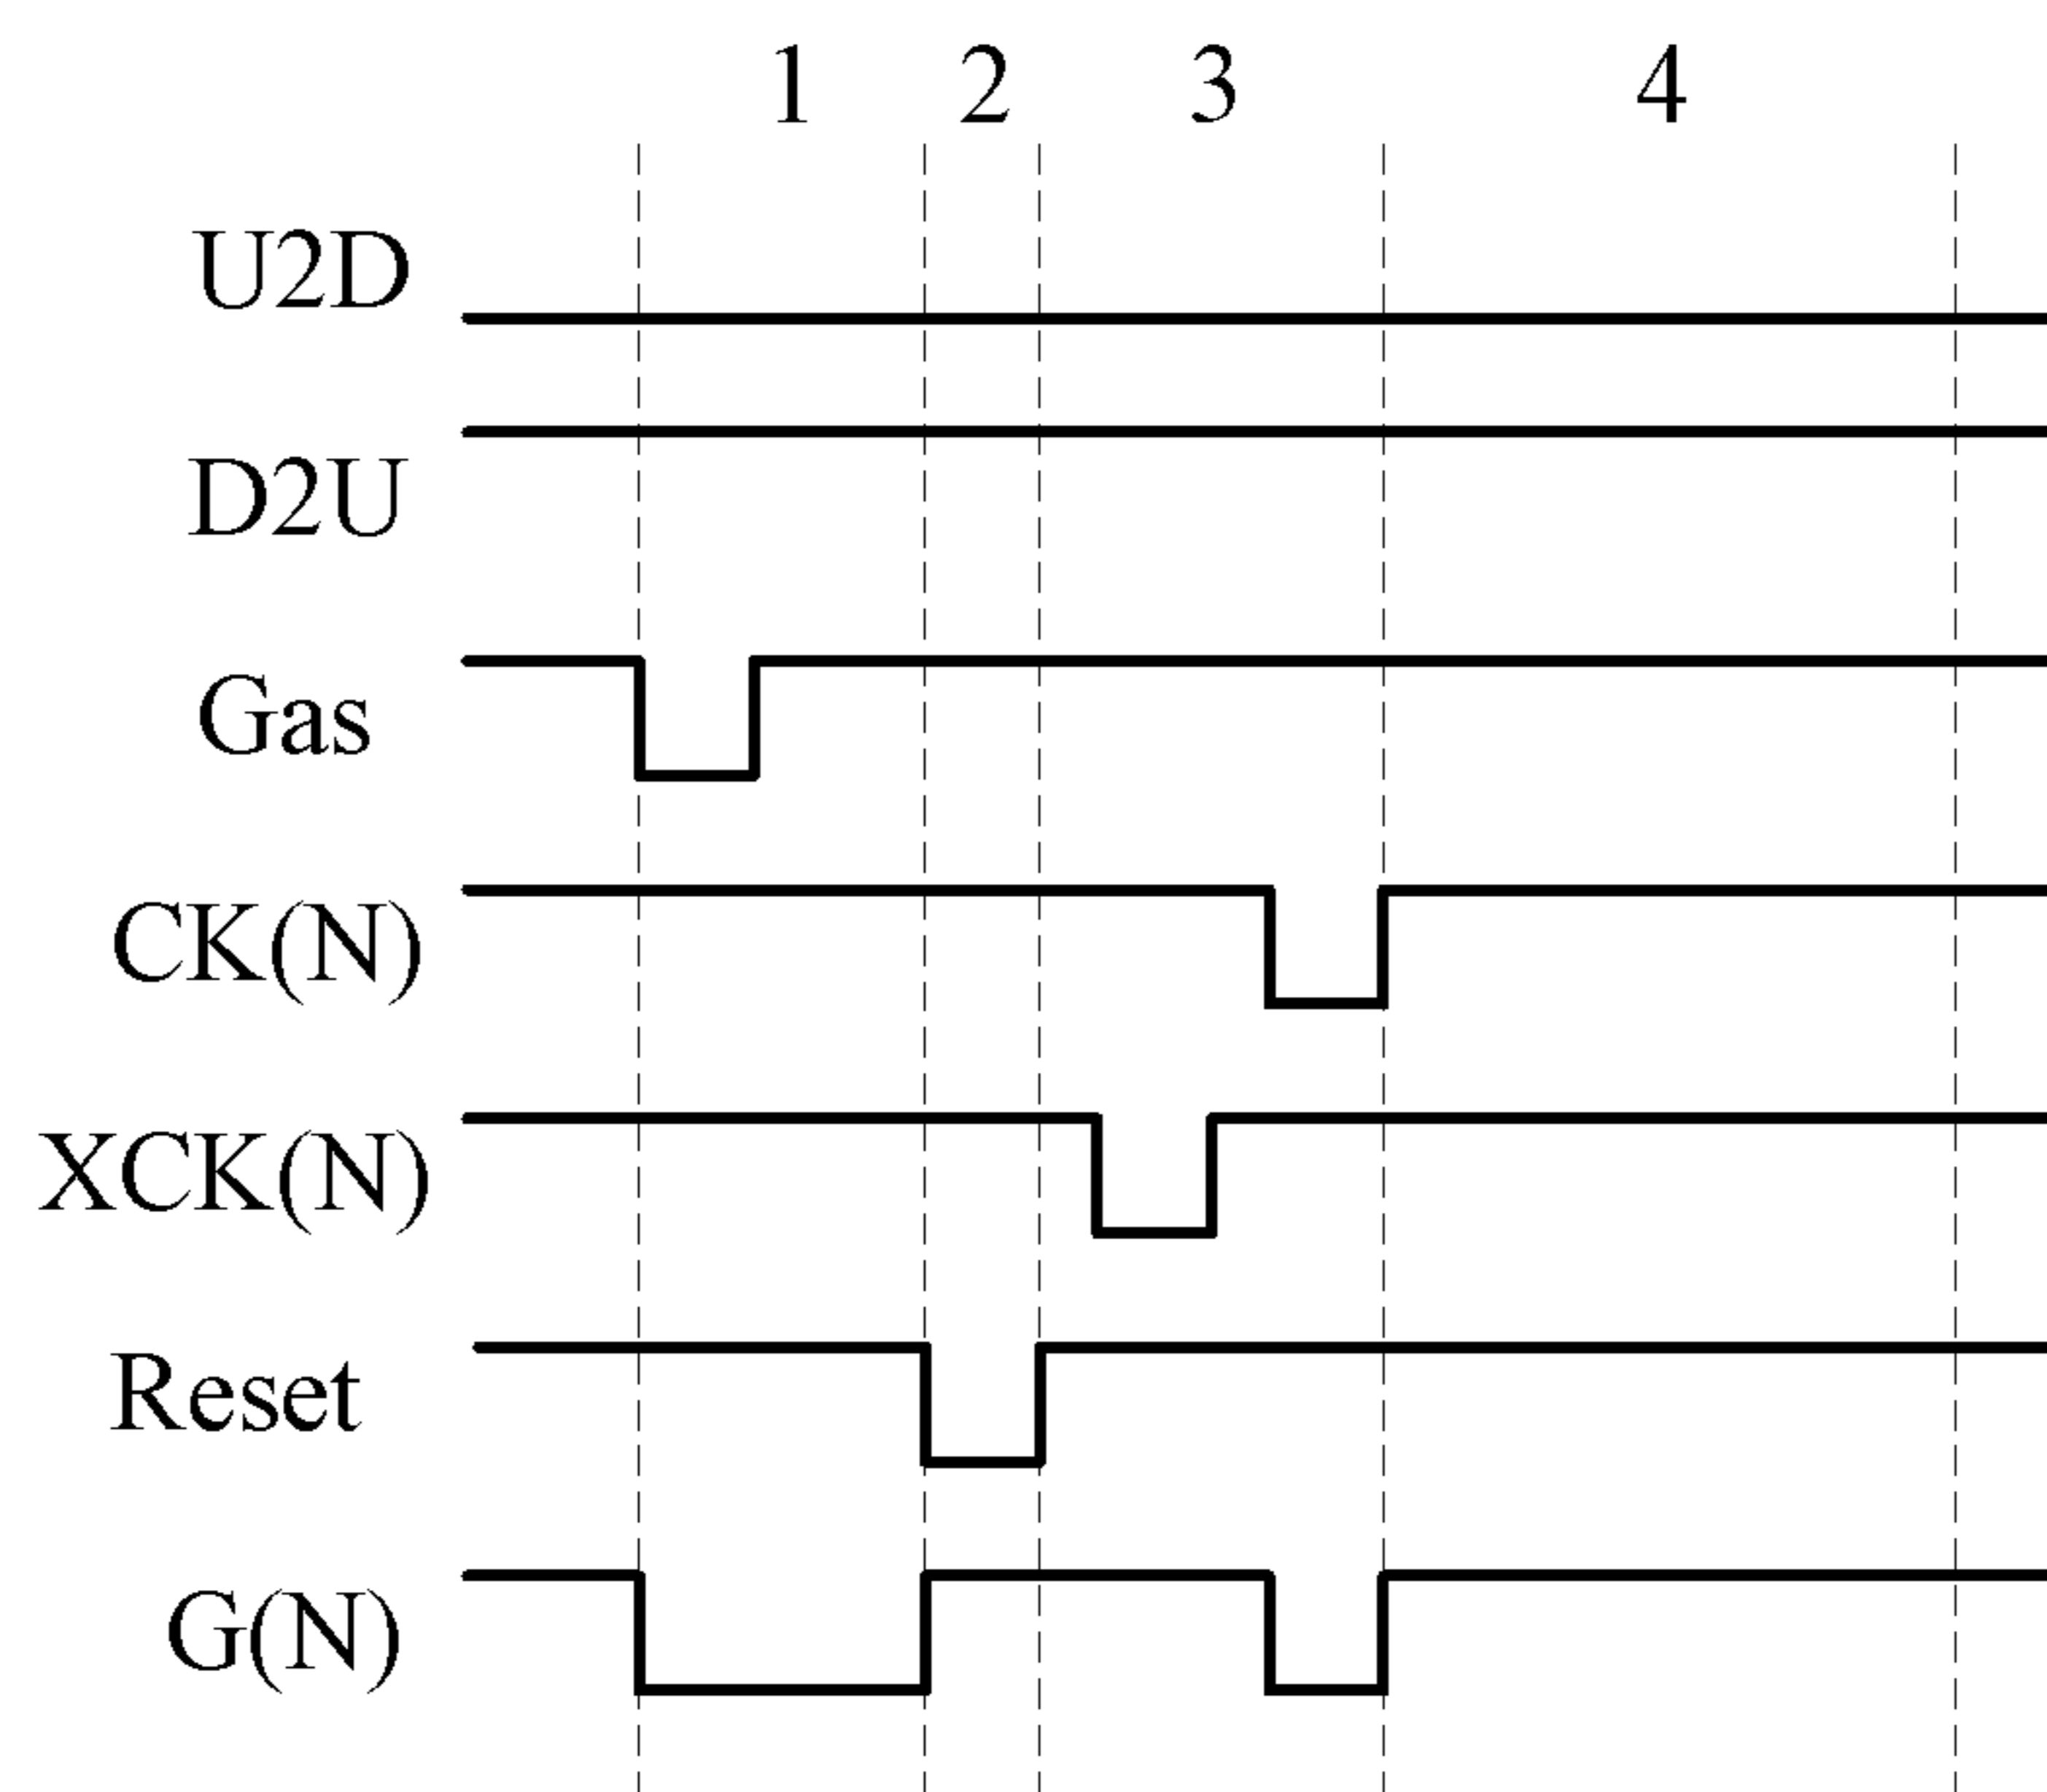 1 2 3 4
U2D
D2U
Gas
CK(N)
XCK(N)
Reset
G(N)